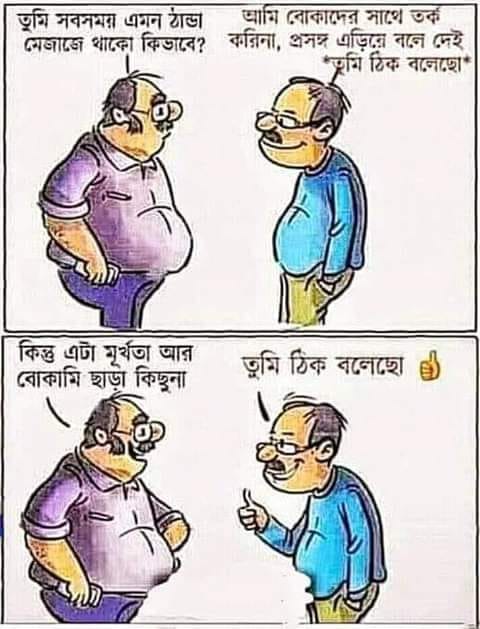 তুমি সবসময় এমন ঠান্ডা
মেজাজে থাকো কিভাবে?
আমি বোকাদের সাথে তর্ক
করিনা, প্রসঙ্গ এড়িয়ে বলে দেই
*তুমি ঠিক বলেছো*
কিন্তু এটা মূর্খতা আর
বোকামি ছাড়া কিছুনা
তুমি ঠিক বলেছো 👍